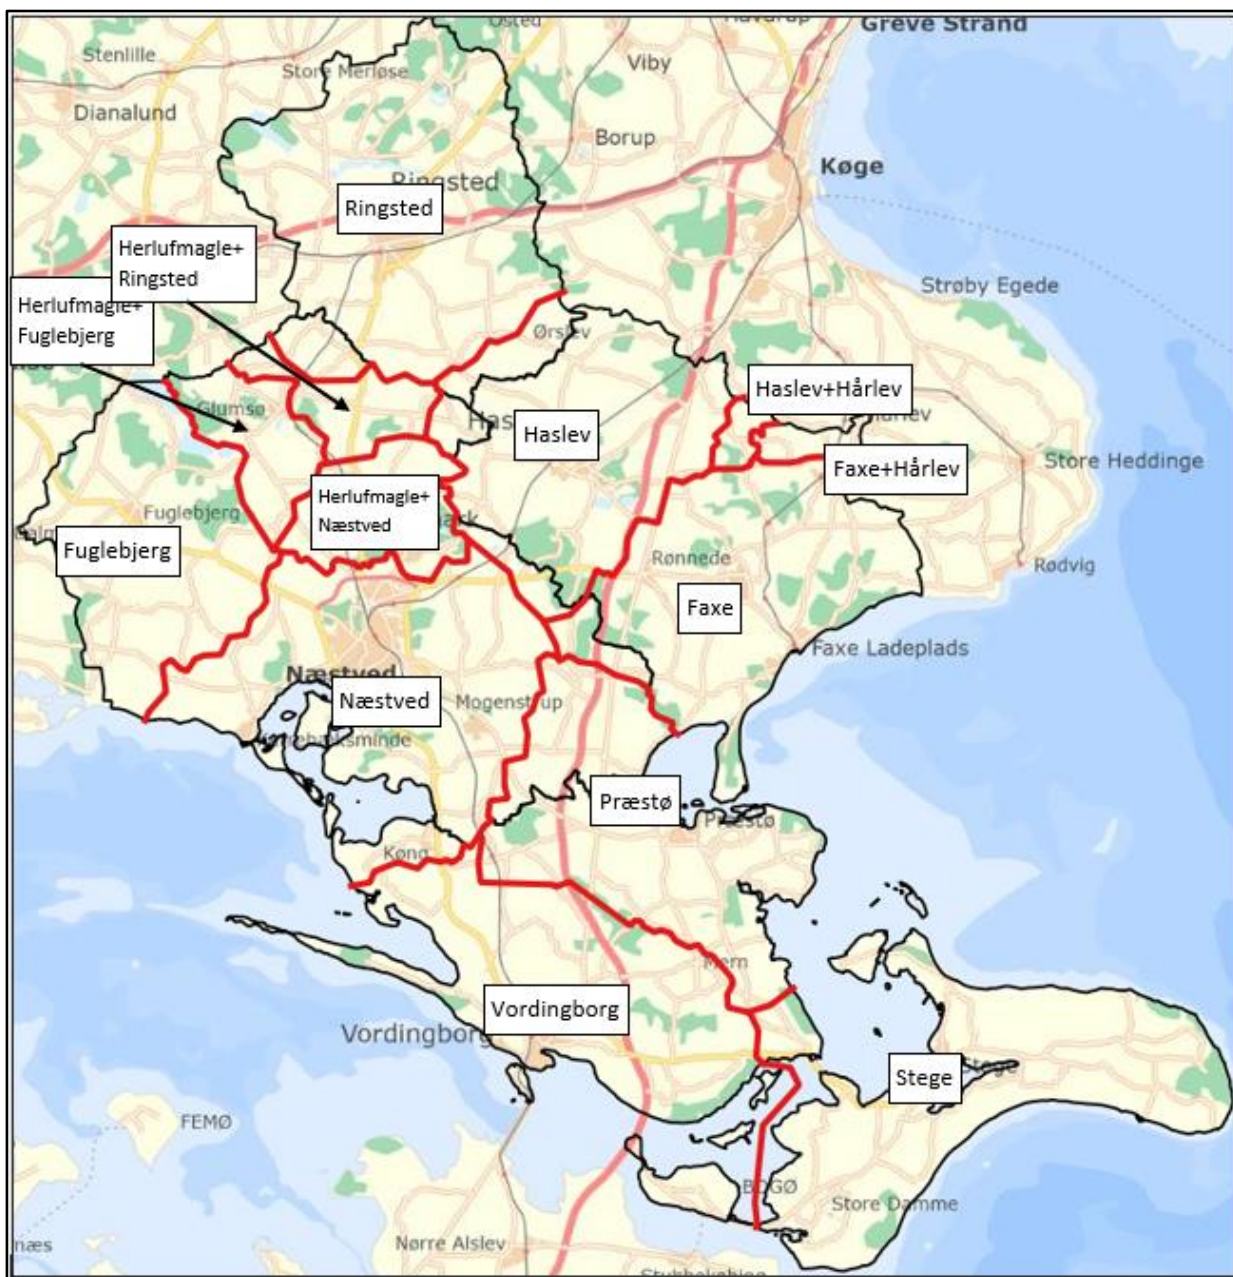 Greve Strand
Stenlille
Store Merløse
Viby
Dianalund
Borup
Køge
Ringsted
Ringsted
Herlufmagle+
Ringsted
Herlufmagle+
Fuglebjerg
Strøby Egede
Ørslev
Haslev+Hårlev
Glumsø
Haslev
Faxe+Hårlev
Store Heddinge
Herlufmagle+
Næstved
Fuglebjerg
Fuglebjerg
Rønnede
Rødvig
Faxe
Faxe Ladeplads
Næstved
Næstved
Mogenstrup
Præstø
Præstø
Køng
Mern
Vordingborg
Vordingborg
Stege
Stege
FEMØ
BOGØ
Store Damme
Nørre Alslev